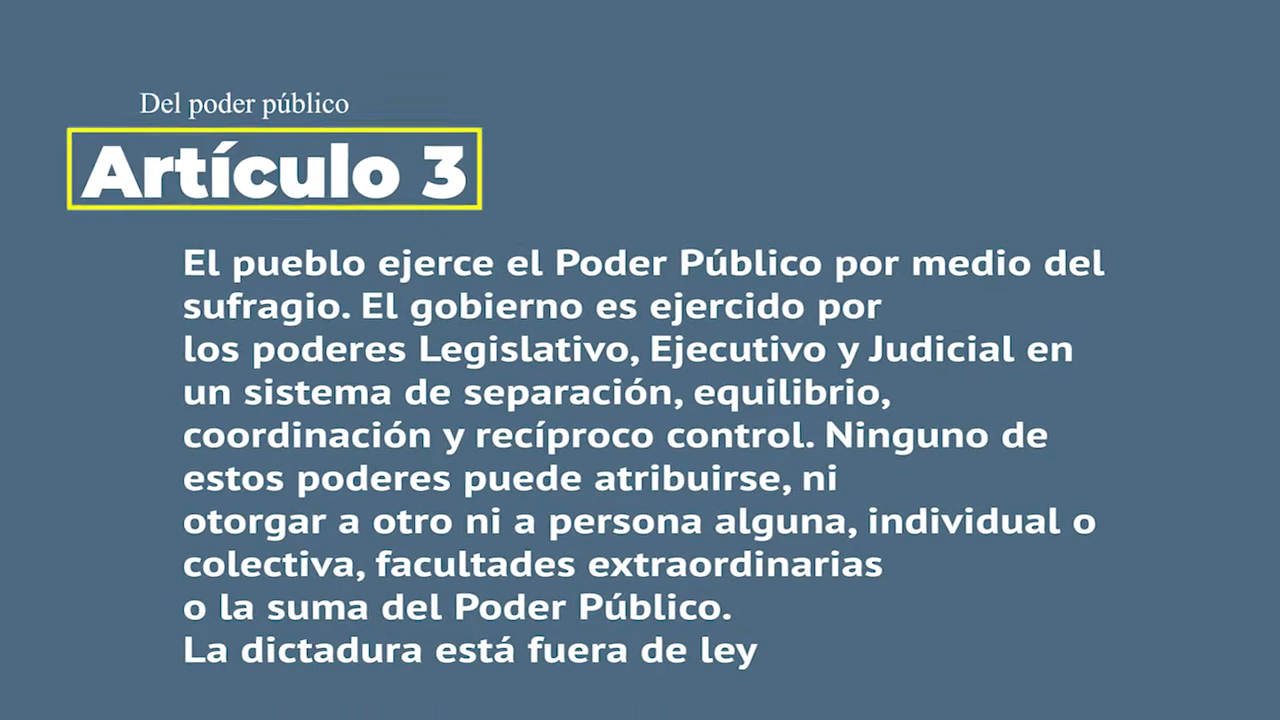 Del poder público
Artículo 3
El pueblo ejerce el Poder Público por medio del
sufragio. El gobierno es ejercido por
los poderes Legislativo, Ejecutivo y Judicial en
un sistema de separación, equilibrio,
coordinación y recíproco control. Ninguno de
estos poderes puede atribuirse, ni
otorgar a otro ni a persona alguna, individual o
colectiva, facultades extraordinarias
o la suma del Poder Público.
La dictadura está fuera de ley